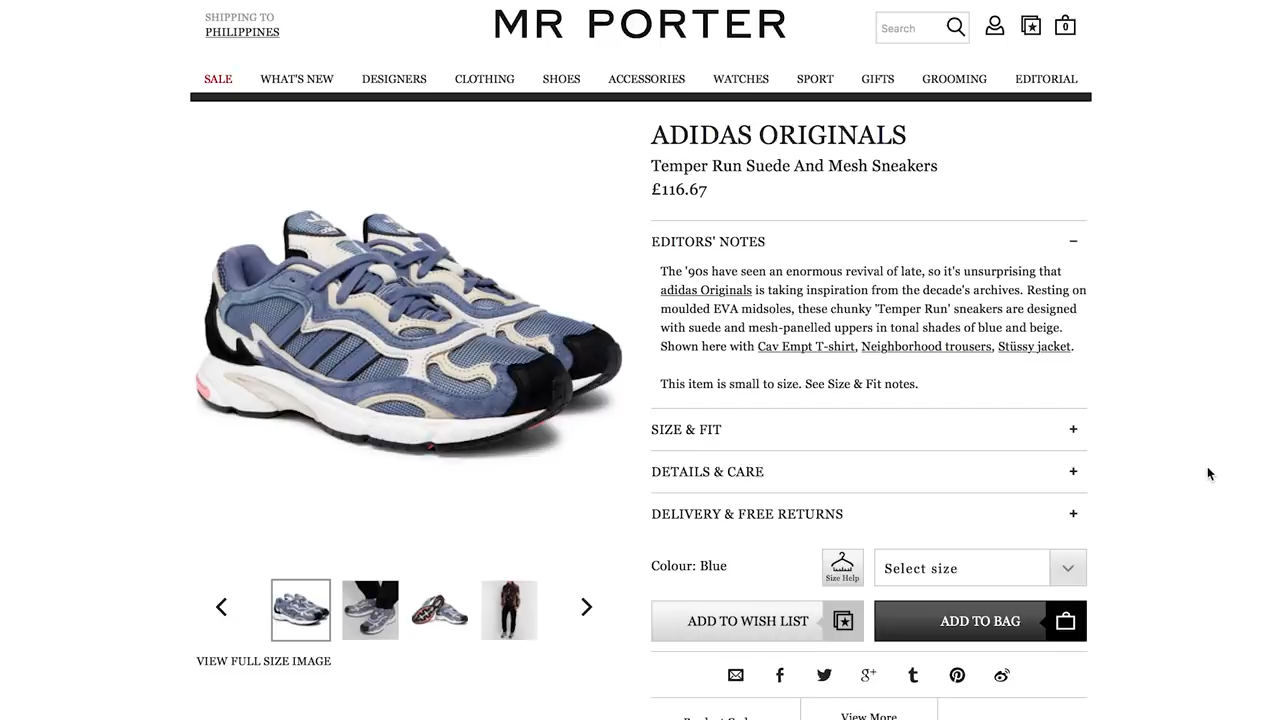 SHIPPING TO
PHILIPPINES
MR PORTER
Search
0
SALE WHAT'S NEW DESIGNERS CLOTHING SHOES ACCESSORIES WATCHES SPORT GIFTS GROOMING EDITORIAL
ADIDAS ORIGINALS
Temper Run Suede And Mesh Sneakers
£116.67
EDITORS' NOTES −
The '90s have seen an enormous revival of late, so it's unsurprising that
adidas Originals is taking inspiration from the decade's archives. Resting on
moulded EVA midsoles, these chunky 'Temper Run' sneakers are designed
with suede and mesh-panelled uppers in tonal shades of blue and beige.
Shown here with Cav Empt T-shirt, Neighborhood trousers, Stüssy jacket.
This item is small to size. See Size & Fit notes.
SIZE & FIT +
DETAILS & CARE +
DELIVERY & FREE RETURNS +
Colour: Blue
Size Help
Select size
ADD TO WISH LIST
ADD TO BAG
VIEW FULL SIZE IMAGE
View More